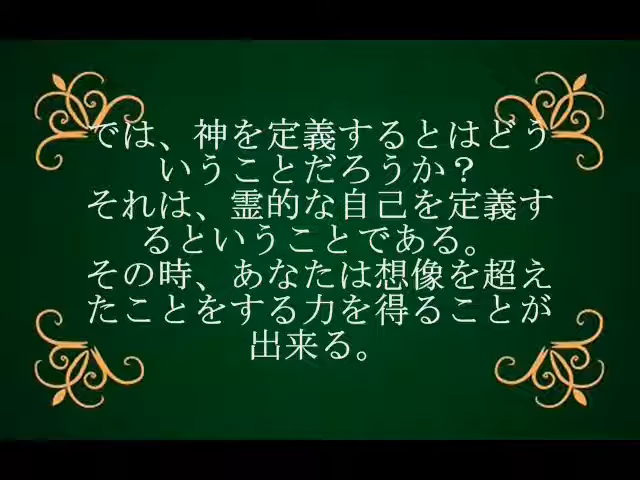 では、神を定義するとはどう
いうことだろうか？
それは、霊的な自己を定義す
るということである。
その時、あなたは想像を超え
たことをする力を得ることが
出来る。